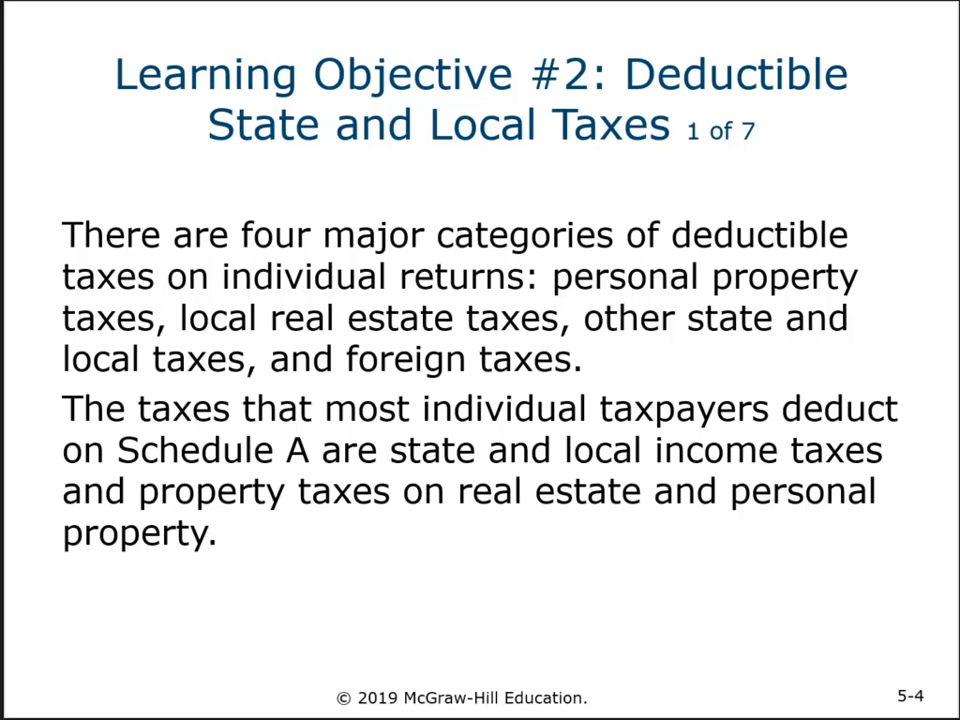 Learning Objective #2: Deductible
State and Local Taxes 1 of 7
There are four major categories of deductible
taxes on individual returns: personal property
taxes, local real estate taxes, other state and
local taxes, and foreign taxes.
The taxes that most individual taxpayers deduct
on Schedule A are state and local income taxes
and property taxes on real estate and personal
property.
© 2019 McGraw-Hill Education.
5-4